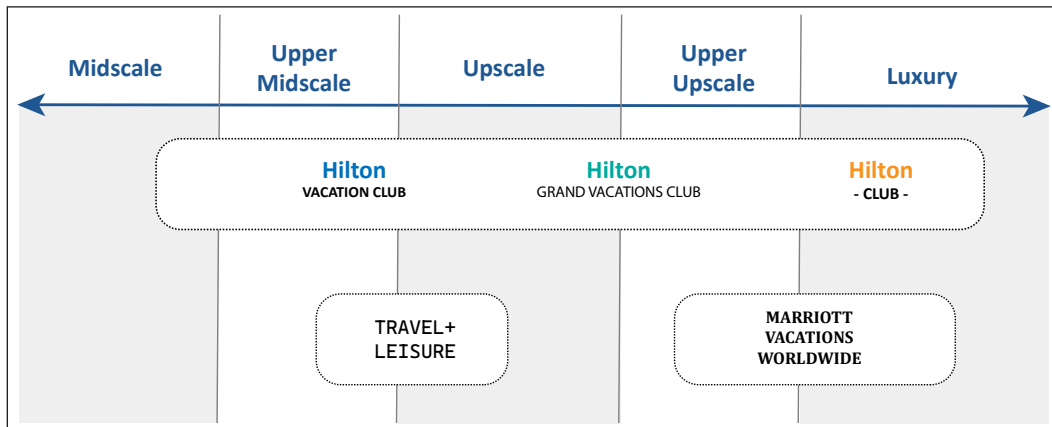 Midscale
Upper
Midscale
Upscale
Upper
Upscale
Luxury
Hilton
VACATION CLUB
Hilton
GRAND VACATIONS CLUB
Hilton
- CLUB -
TRAVEL+
LEISURE
MARRIOTT
VACATIONS
WORLDWIDE